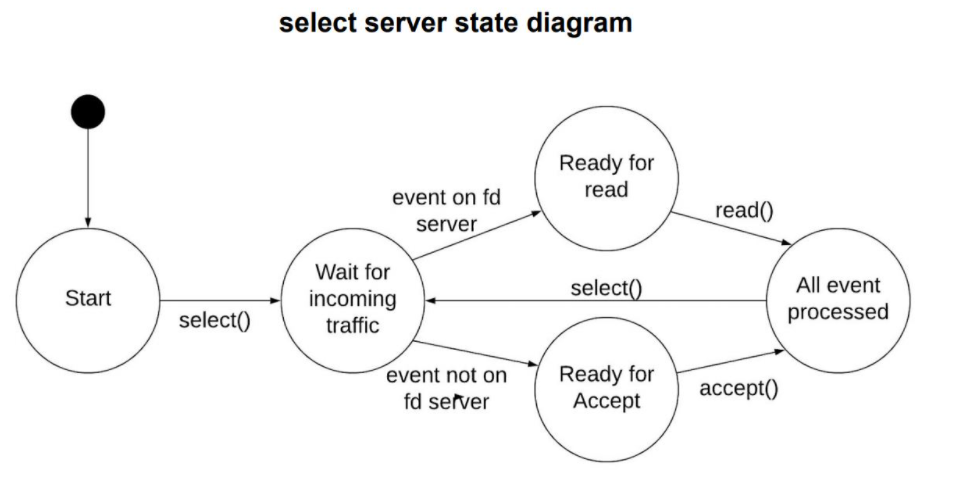 select server state diagram
Ready for
read
event on fd
server
read()
Wait for
incoming
traffic
Start
select()
select()
All event
processed
event not on
fd server
Ready for
Accept
accept()